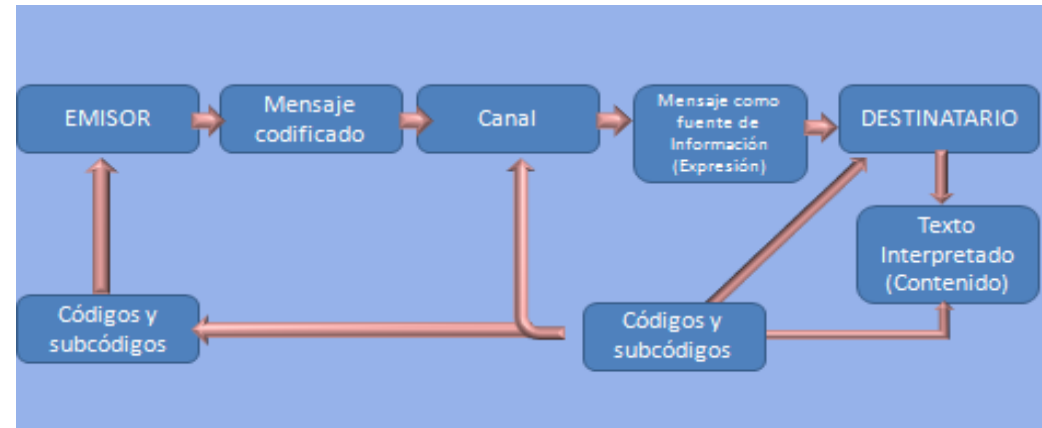 EMISOR
Mensaje
codificado
Canal
Mensaje como
fuente de
Información
(Expresión)
DESTINATARIO
Texto
Interpretado
(Contenido)
Códigos y
subcódigos
Códigos y
subcódigos